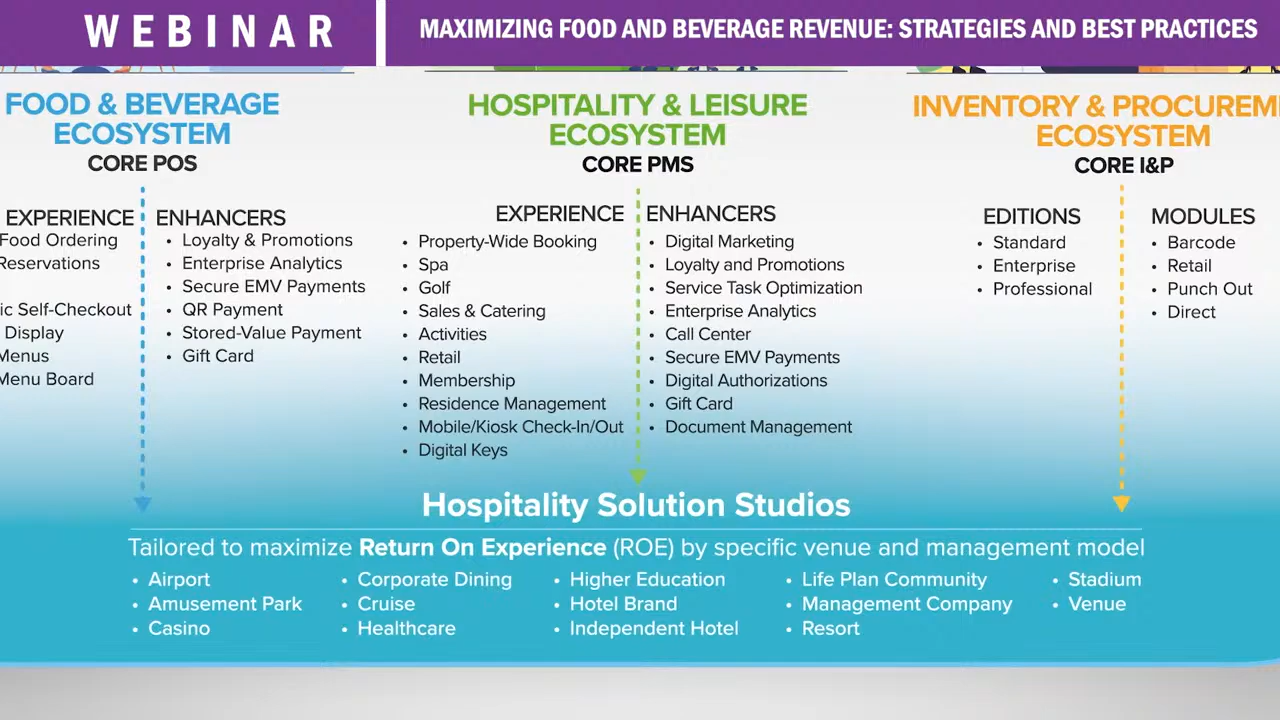 WEBINAR
MAXIMIZING FOOD AND BEVERAGE REVENUE: STRATEGIES AND BEST PRACTICES
FOOD & BEVERAGE
ECOSYSTEM
CORE POS
EXPERIENCE
Food Ordering
Reservations
Self-Checkout
Display
Menus
Menu Board
ENHANCERS
• Loyalty & Promotions
• Enterprise Analytics
• Secure EMV Payments
• QR Payment
• Stored-Value Payment
• Gift Card
HOSPITALITY & LEISURE
ECOSYSTEM
CORE PMS
EXPERIENCE
• Property-Wide Booking
• Spa
• Golf
• Sales & Catering
• Activities
• Retail
• Membership
• Residence Management
• Mobile/Kiosk Check-In/Out
• Digital Keys
ENHANCERS
• Digital Marketing
• Loyalty and Promotions
• Service Task Optimization
• Enterprise Analytics
• Call Center
• Secure EMV Payments
• Digital Authorizations
• Gift Card
• Document Management
INVENTORY &
ECOSYSTEM
CORE I&P
EDITIONS
• Standard
• Enterprise
• Professional
MODULES
• Barcode
• Retail
• Punch Out
• Direct
Hospitality Solution Studios
Tailored to maximize Return On Experience (ROE) by specific venue and management model
• Airport
• Amusement Park
• Casino
• Corporate Dining
• Cruise
• Healthcare
• Higher Education
• Hotel Brand
• Independent Hotel
• Life Plan Community
• Management Company
• Resort
• Stadium
• Venue